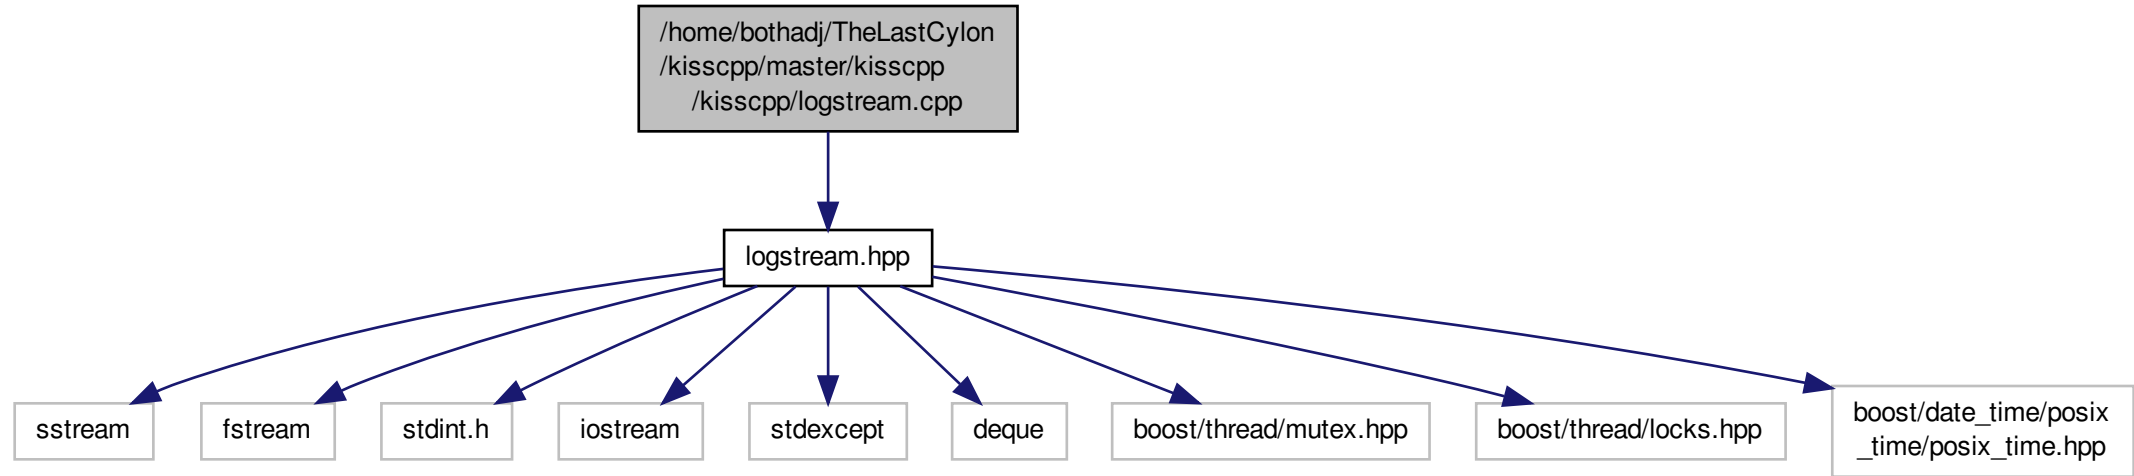 /home/bothadj/TheLastCylon
/kisscpp/master/kisscpp
/kisscpp/logstream.cpp
logstream.hpp
sstream
fstream
stdint.h
iostream
stdexcept
deque
boost/thread/mutex.hpp
boost/thread/locks.hpp
boost/date_time/posix
_time/posix_time.hpp